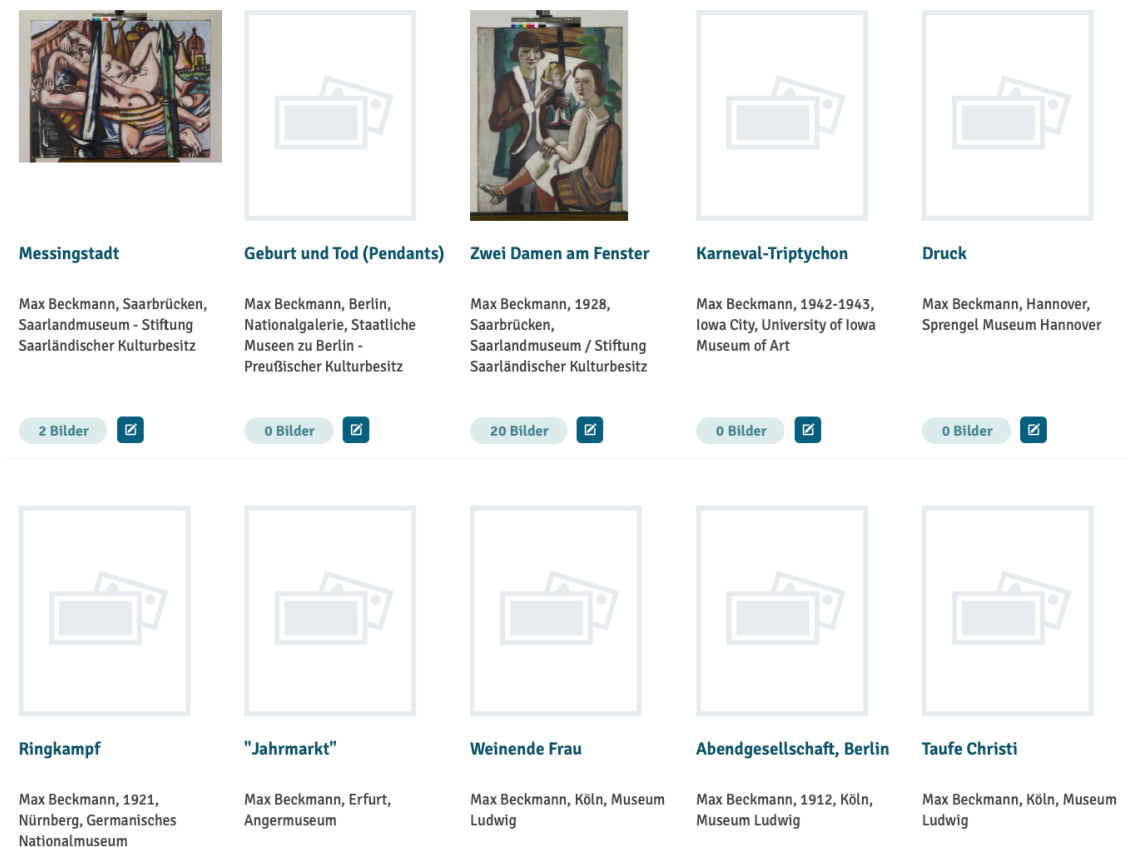 Messingstadt
Max Beckmann, Saarbrücken,
Saarlandmuseum - Stiftung
Saarländischer Kulturbesitz
2 Bilder
Geburt und Tod (Pendants)
Max Beckmann, Berlin,
Nationalgalerie, Staatliche
Museen zu Berlin -
Preußischer Kulturbesitz
0 Bilder
Zwei Damen am Fenster
Max Beckmann, 1928,
Saarbrücken,
Saarlandmuseum / Stiftung
Saarländischer Kulturbesitz
20 Bilder
Karneval-Triptychon
Max Beckmann, 1942-1943,
Iowa City, University of Iowa
Museum of Art
0 Bilder
Druck
Max Beckmann, Hannover,
Sprengel Museum Hannover
0 Bilder
Ringkampf
Max Beckmann, 1921,
Nürnberg, Germanisches
Nationalmuseum
"Jahrmarkt"
Max Beckmann, Erfurt,
Angermuseum
Weinende Frau
Max Beckmann, Köln, Museum
Ludwig
Abendgesellschaft, Berlin
Max Beckmann, 1912, Köln,
Museum Ludwig
Taufe Christi
Max Beckmann, Köln, Museum
Ludwig